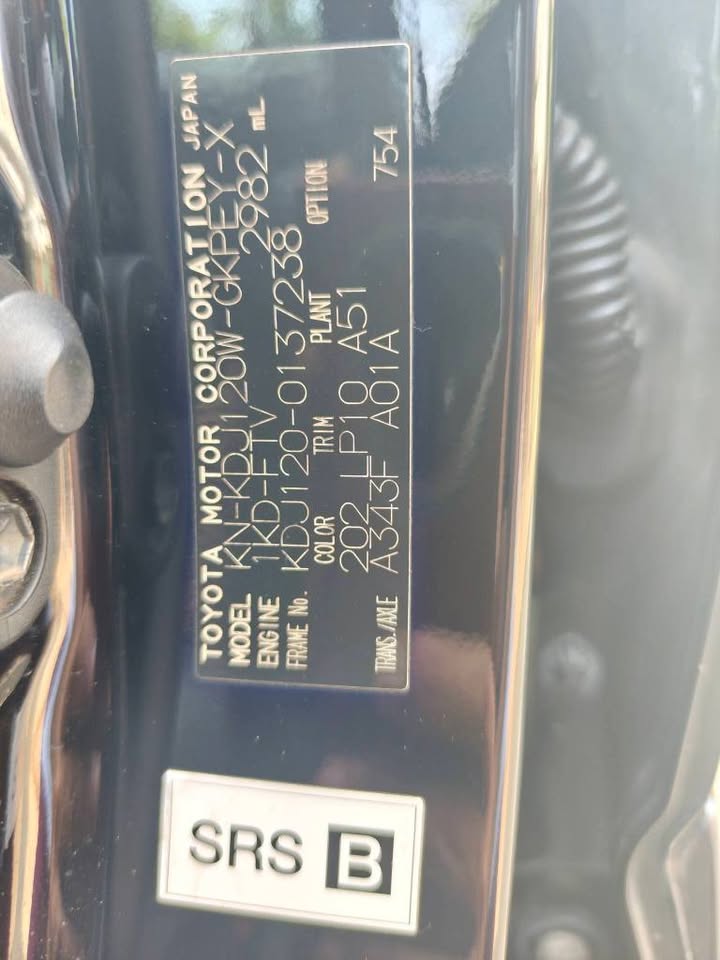 TOYOTA MOTOR CORPORATION JAPAN
MODEL KN-KDJ120W-GKPEY-X
ENGINE 1KD-FTV 2982 mL
FRAME No. KDJ120-0137238
COLOR TRIM PLANT OPTION
202 LP10 A51
TRANS./AXLE A343F A01A 754
SRS B